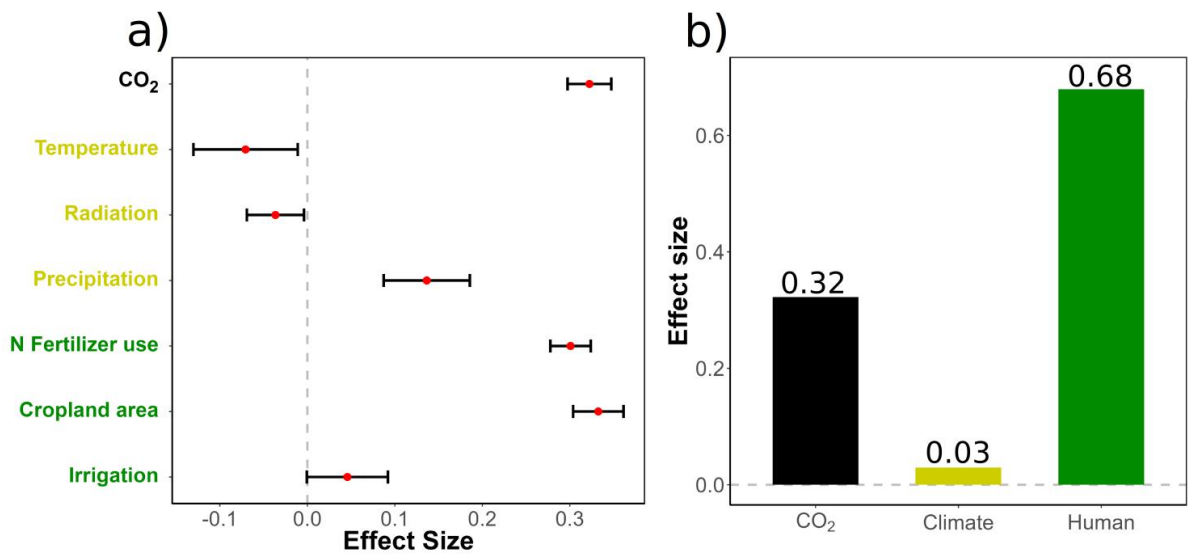 a)
CO₂
Temperature
Radiation
Precipitation
N Fertilizer use
Cropland area
Irrigation
-0.1 0.0 0.1 0.2 0.3
Effect Size
b)
Effect size
0.6
0.4
0.2
0.0
0.32
0.03
0.68
CO₂ Climate Human